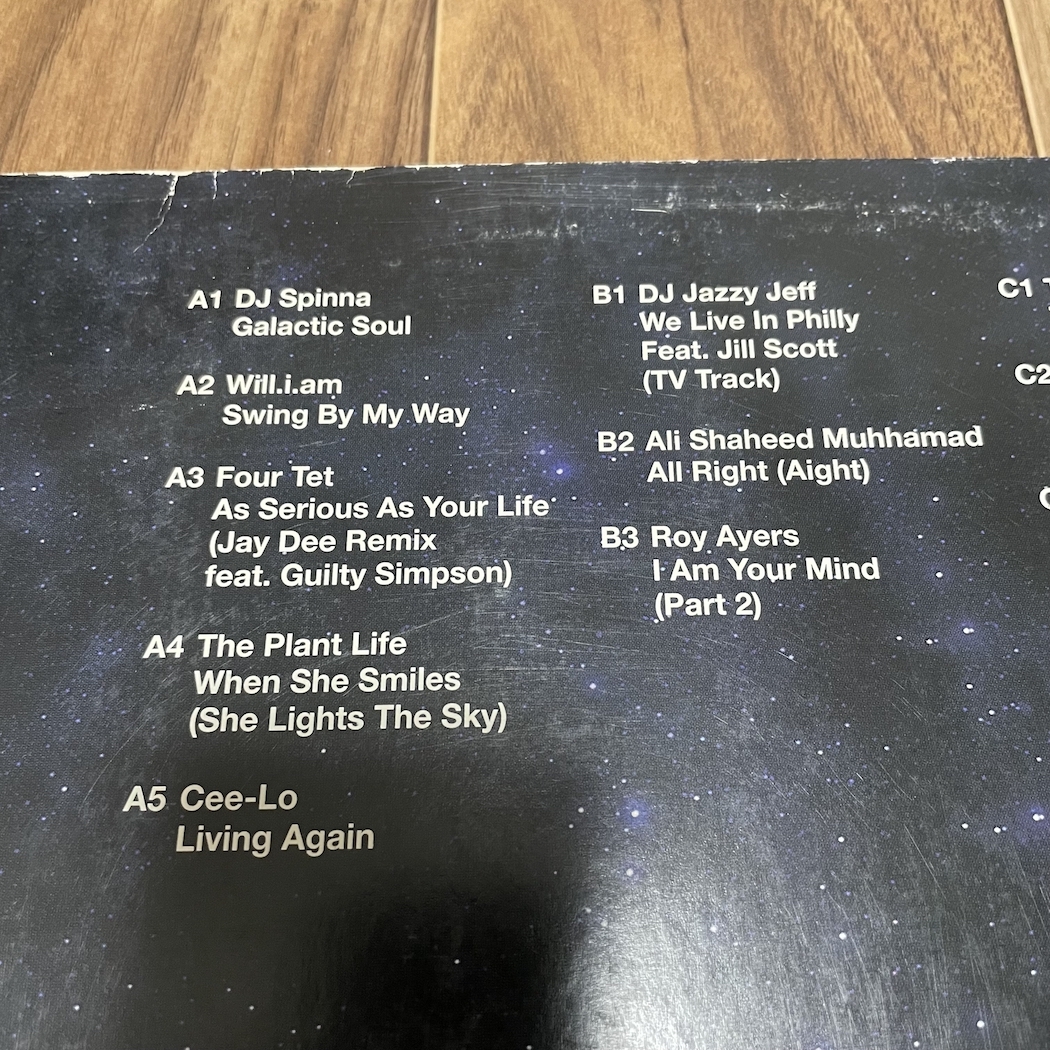 A1 DJ Spinna
Galactic Soul
A2 Will.i.am
Swing By My Way
A3 Four Tet
As Serious As Your Life
(Jay Dee Remix
feat. Guilty Simpson)
A4 The Plant Life
When She Smiles
(She Lights The Sky)
A5 Cee-Lo
Living Again
B1 DJ Jazzy Jeff
We Live In Philly
Feat. Jill Scott
(TV Track)
B2 Ali Shaheed Muhhamad
All Right (Aight)
B3 Roy Ayers
I Am Your Mind
(Part 2)
C1
C2